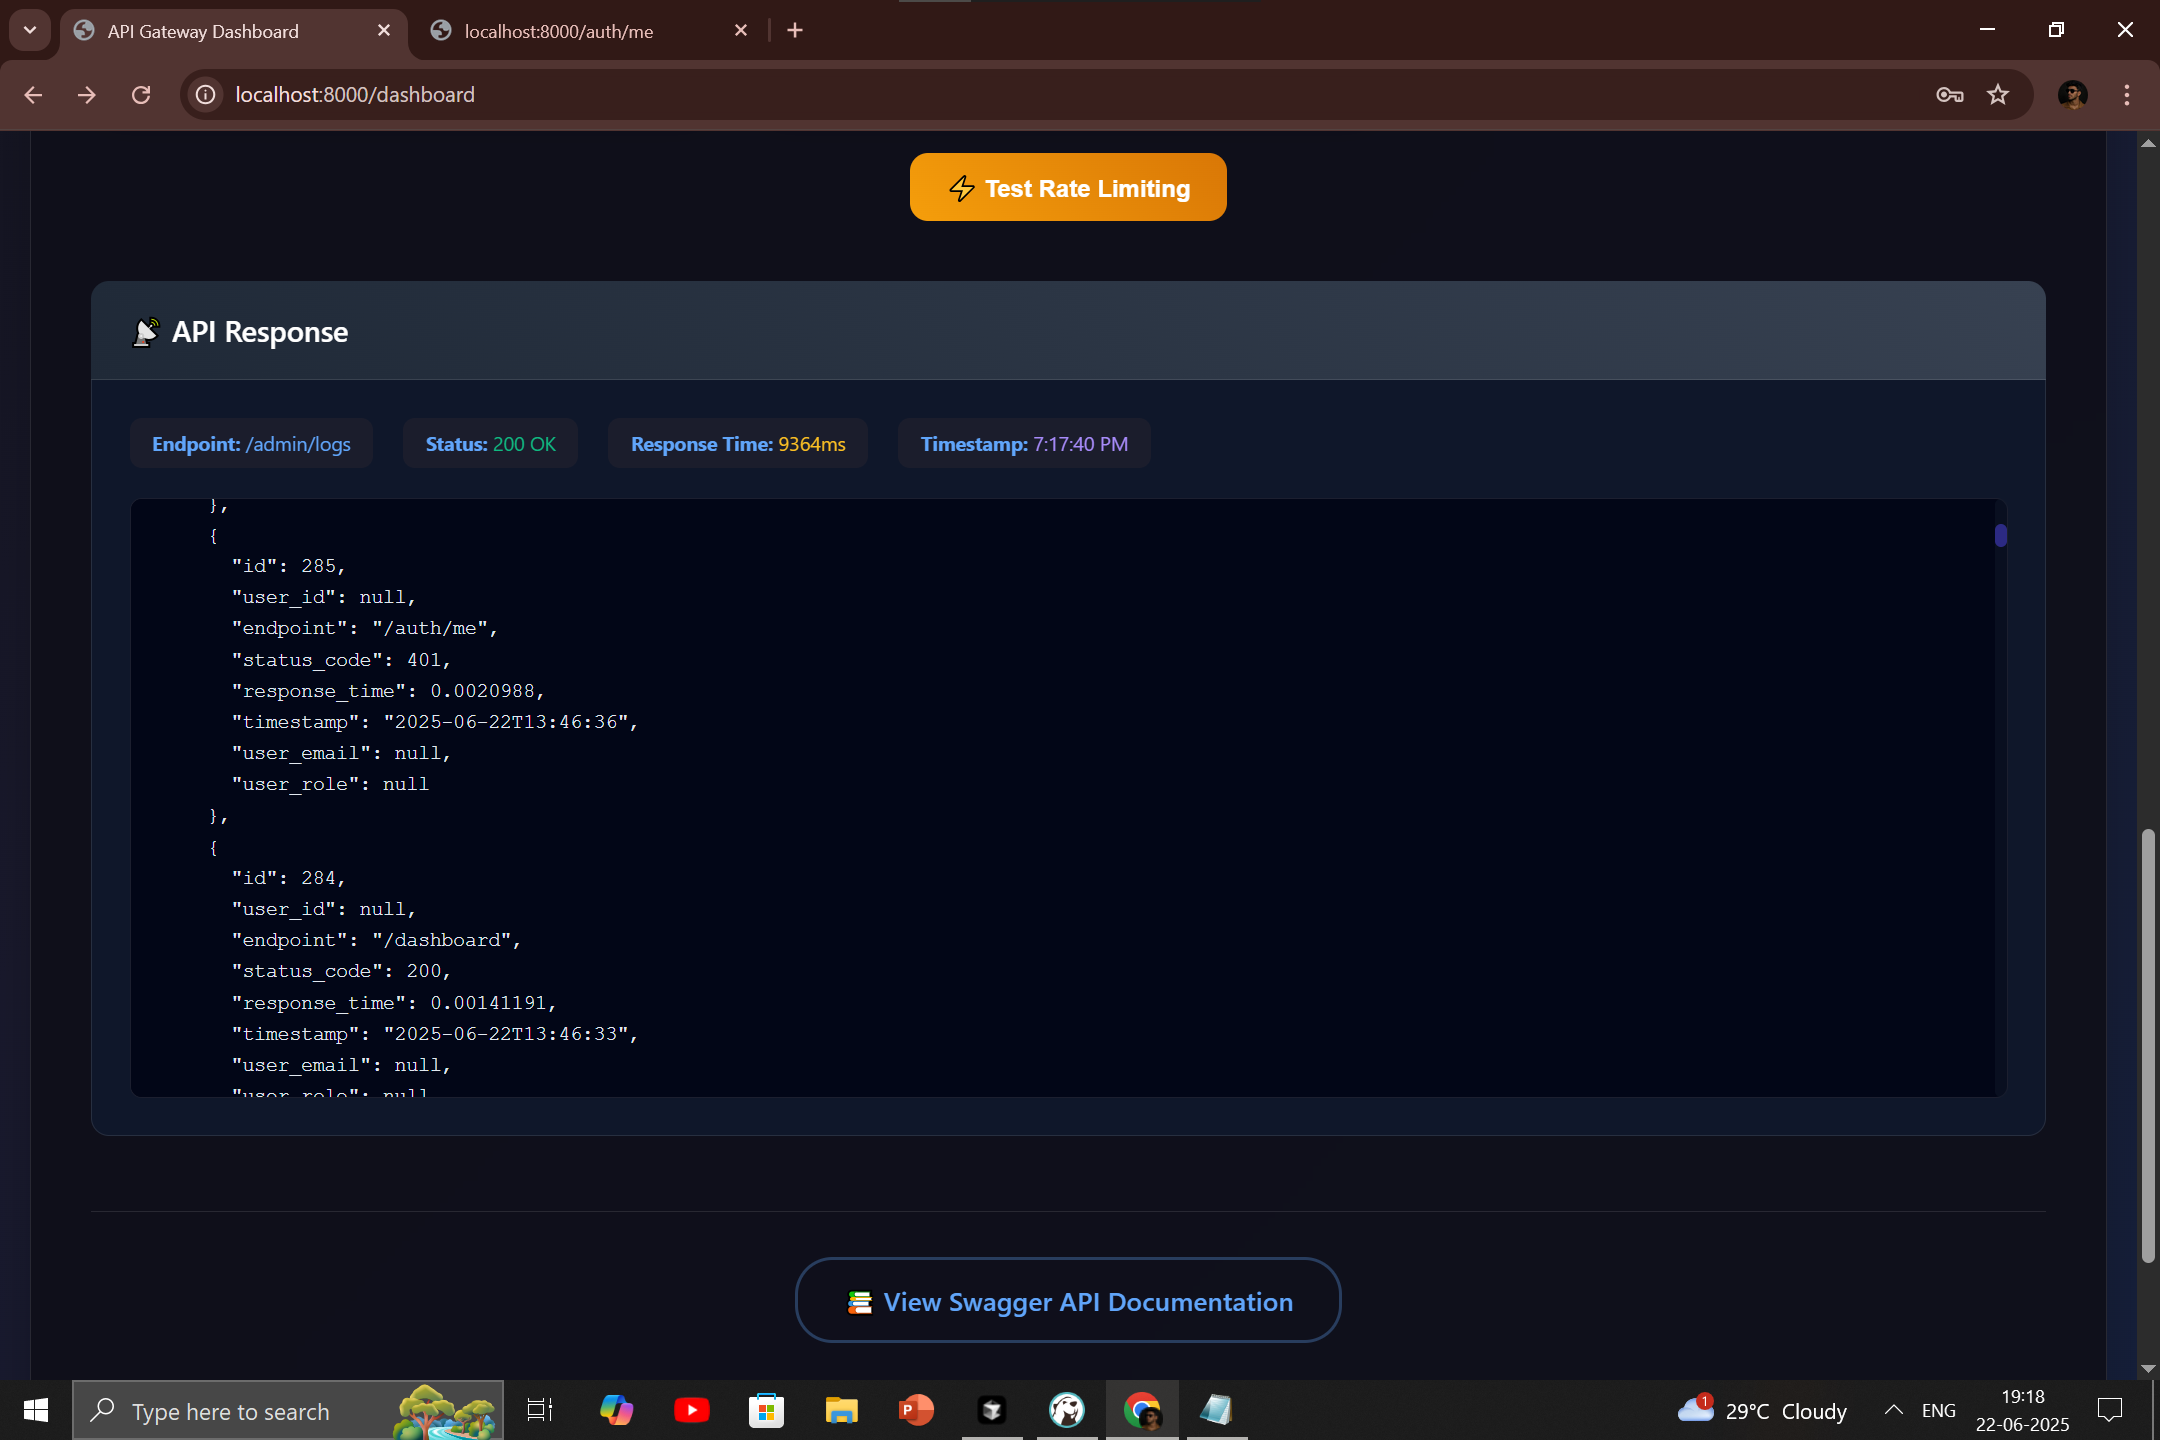 API Gateway Dashboard
localhost:8000/auth/me
localhost:8000/dashboard
Test Rate Limiting
API Response
Endpoint: /admin/logs
Status: 200 OK
Response Time: 9364ms
Timestamp: 7:17:40 PM
},
{
"id": 285,
"user_id": null,
"endpoint": "/auth/me",
"status_code": 401,
"response_time": 0.0020988,
"timestamp": "2025-06-22T13:46:36",
"user_email": null,
"user_role": null
},
{
"id": 284,
"user_id": null,
"endpoint": "/dashboard",
"status_code": 200,
"response_time": 0.00141191,
"timestamp": "2025-06-22T13:46:33",
"user_email": null,
"user_role": null
View Swagger API Documentation
Type here to search
P
1
29°C Cloudy
ENG
19:18
22-06-2025